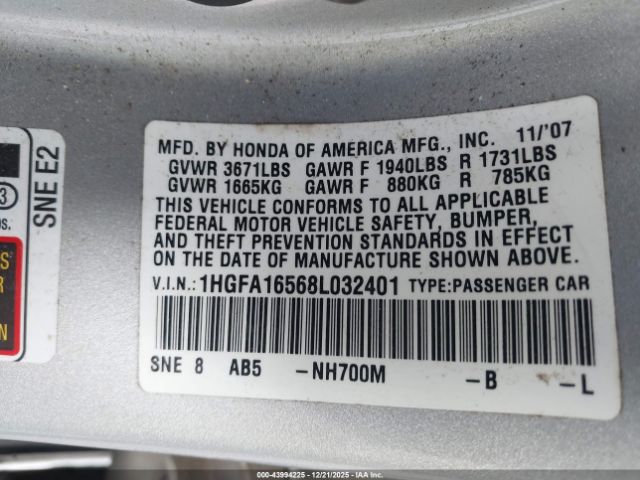 MFD. BY HONDA OF AMERICA MFG., INC. 11/'07
GVWR 3671LBS GAWR F 1940LBS R 1731LBS
GVWR 1665KG GAWR F 880KG R 785KG
THIS VEHICLE CONFORMS TO ALL APPLICABLE
FEDERAL MOTOR VEHICLE SAFETY, BUMPER,
AND THEFT PREVENTION STANDARDS IN EFFECT
ON THE DATE OF MANUFACTURE SHOWN ABOVE.
V.I.N.: 1HGFA16568L032401 TYPE:PASSENGER CAR
SNE 8 AB5 -NH700M -B -L
SNE E2
3
S.
S
R
N
© - 43994225 - 12/21/2025 - IAAI.COM